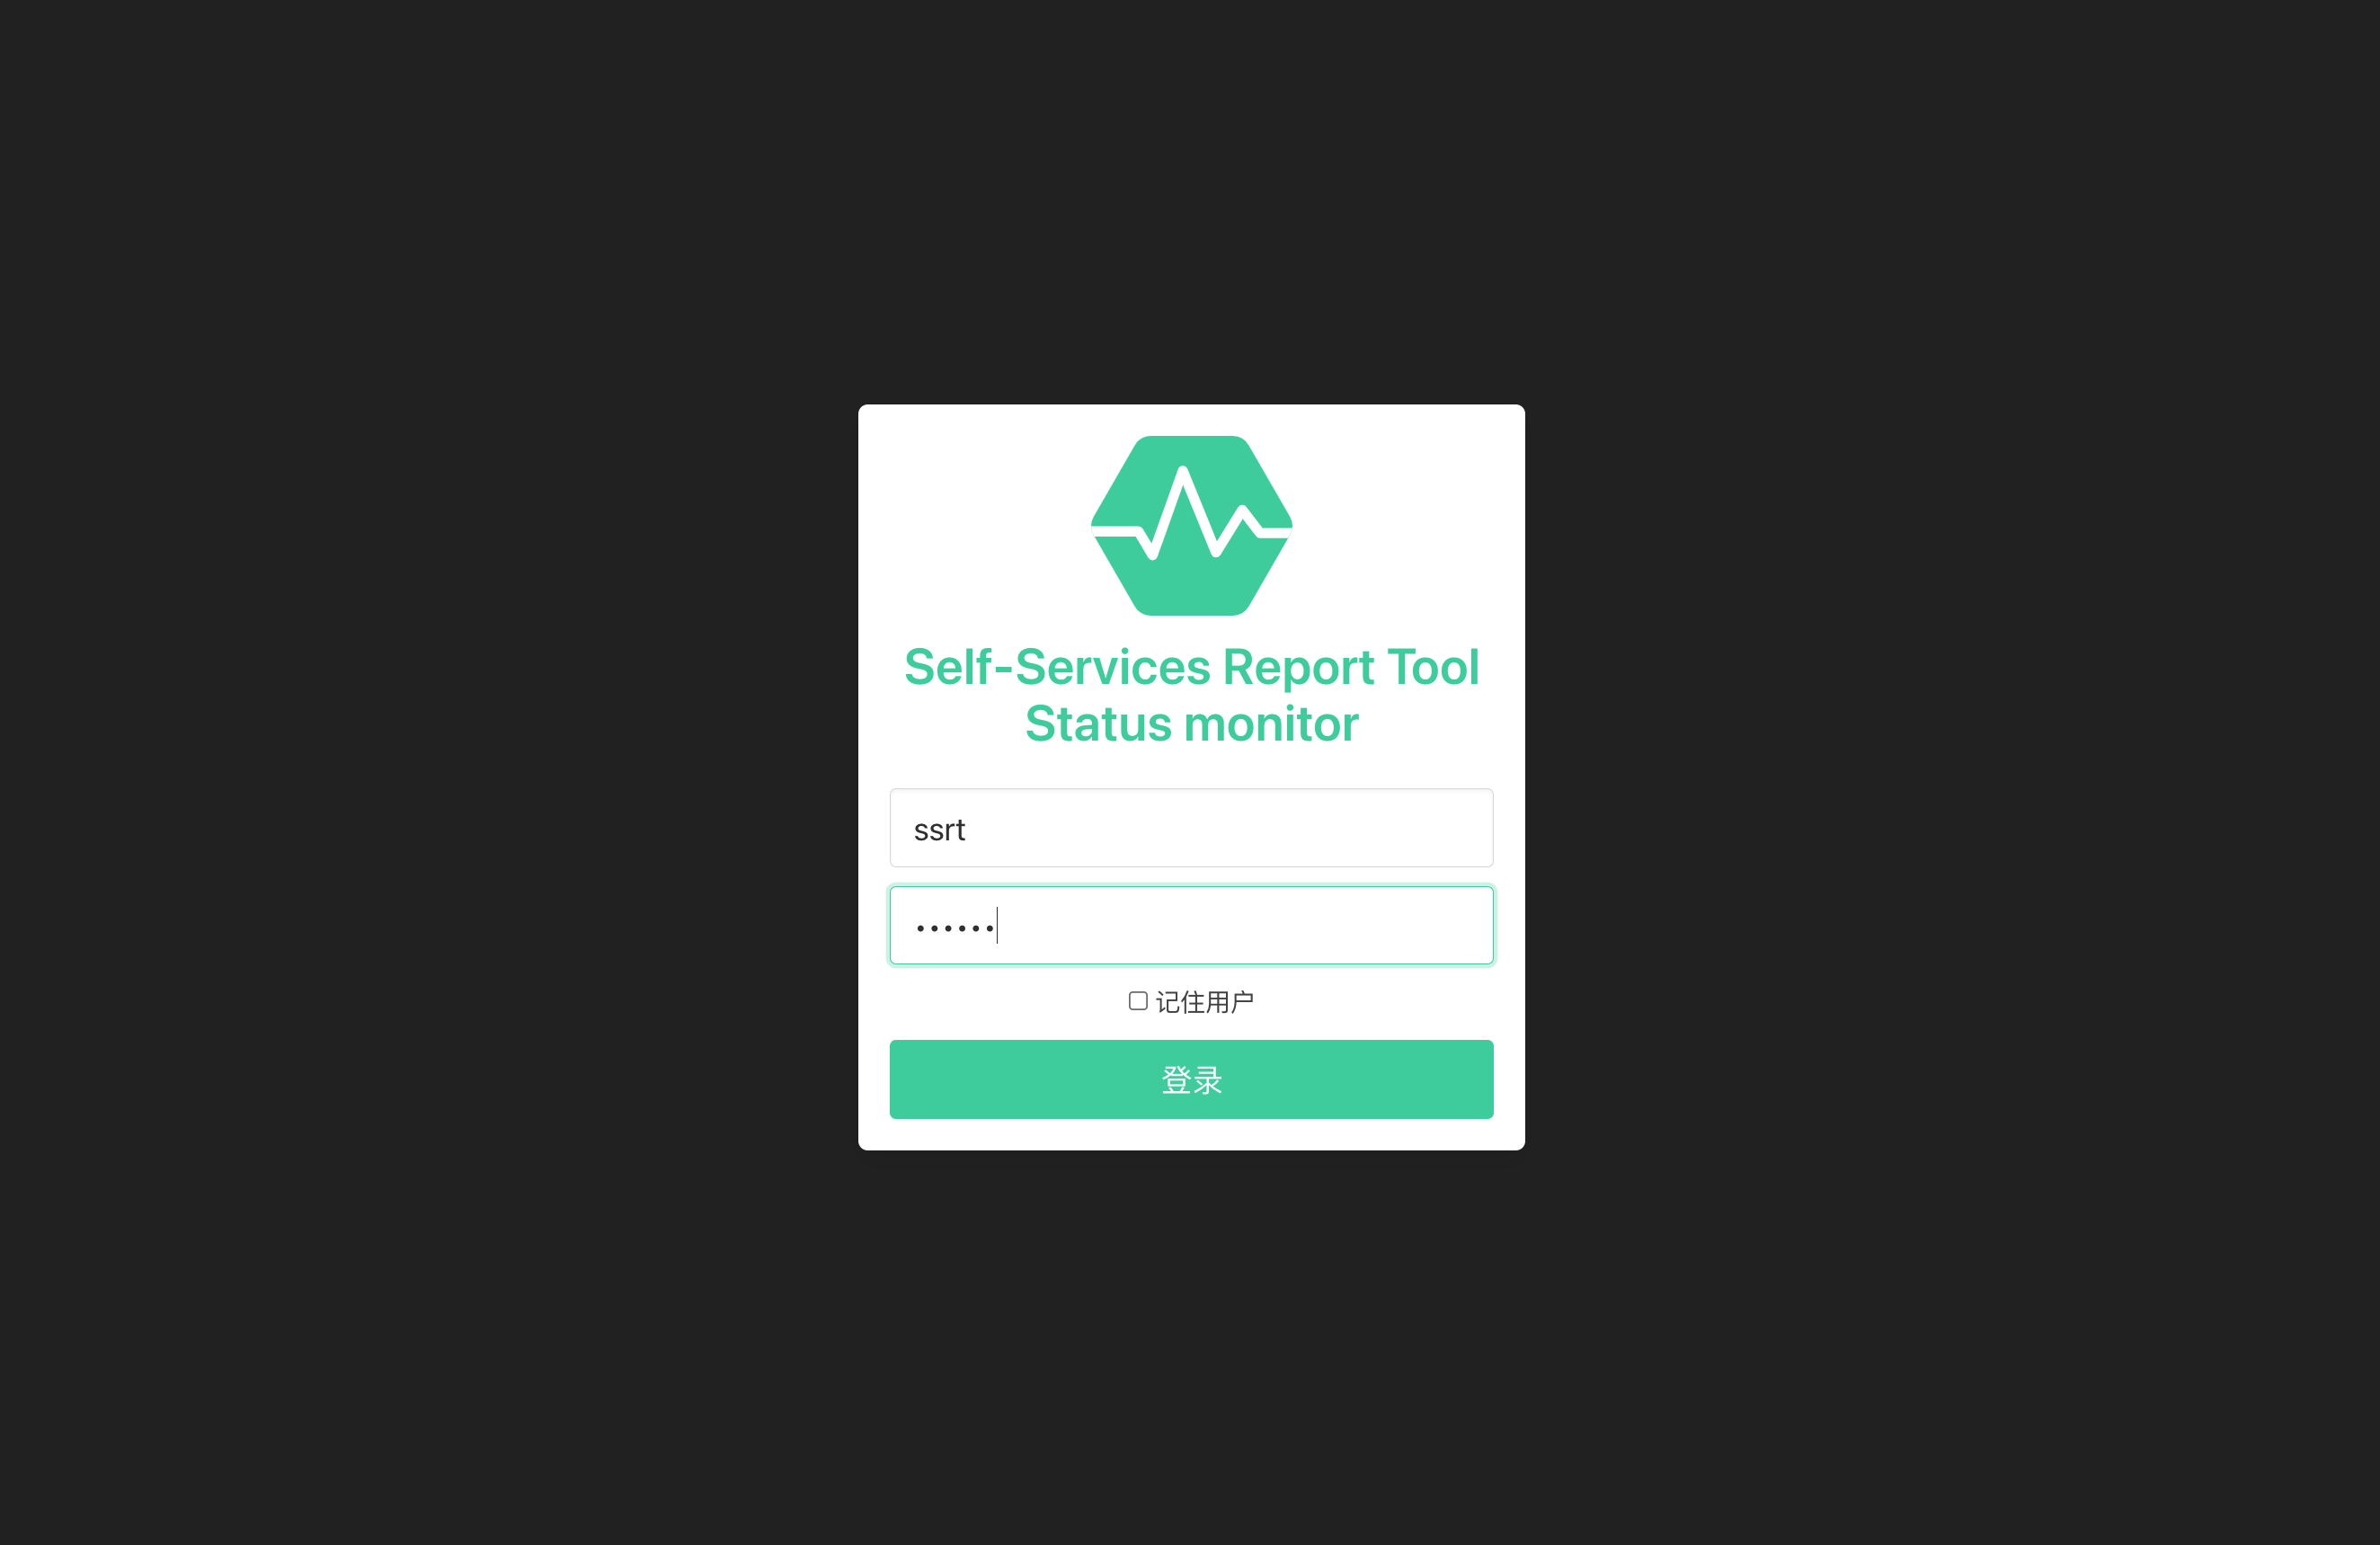 Self-Services Report Tool
Status monitor
ssrt
••••••
记住用户
登录